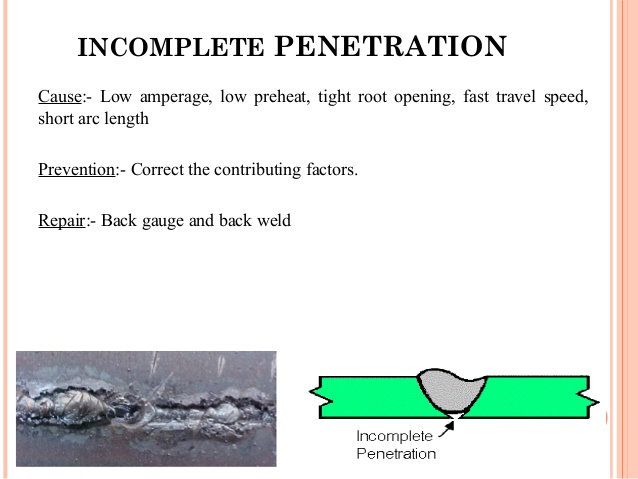 INCOMPLETE PENETRATION
Cause:- Low amperage, low preheat, tight root opening, fast travel speed,
short arc length
Prevention:- Correct the contributing factors.
Repair:- Back gauge and back weld
Incomplete
Penetration